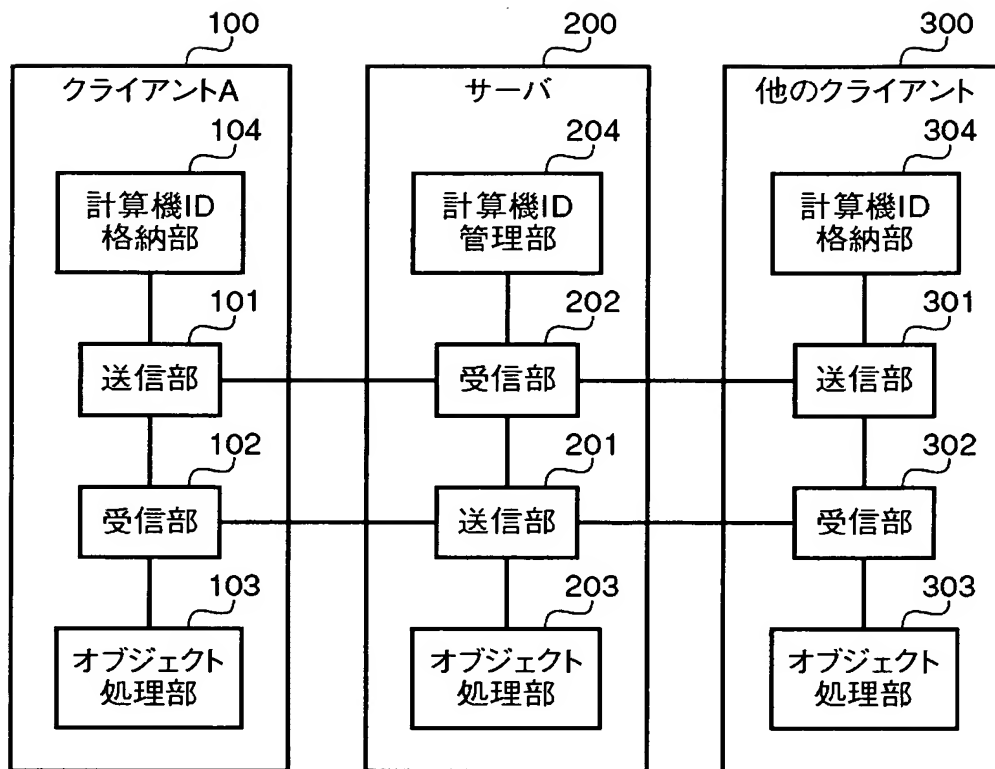 100
200
300
クライアントA
サーバ
他のクライアント
104
204
304
計算機ID
格納部
計算機ID
管理部
計算機ID
格納部
101
202
301
送信部
受信部
送信部
102
201
302
受信部
送信部
受信部
103
203
303
オブジェクト
処理部
オブジェクト
処理部
オブジェクト
処理部